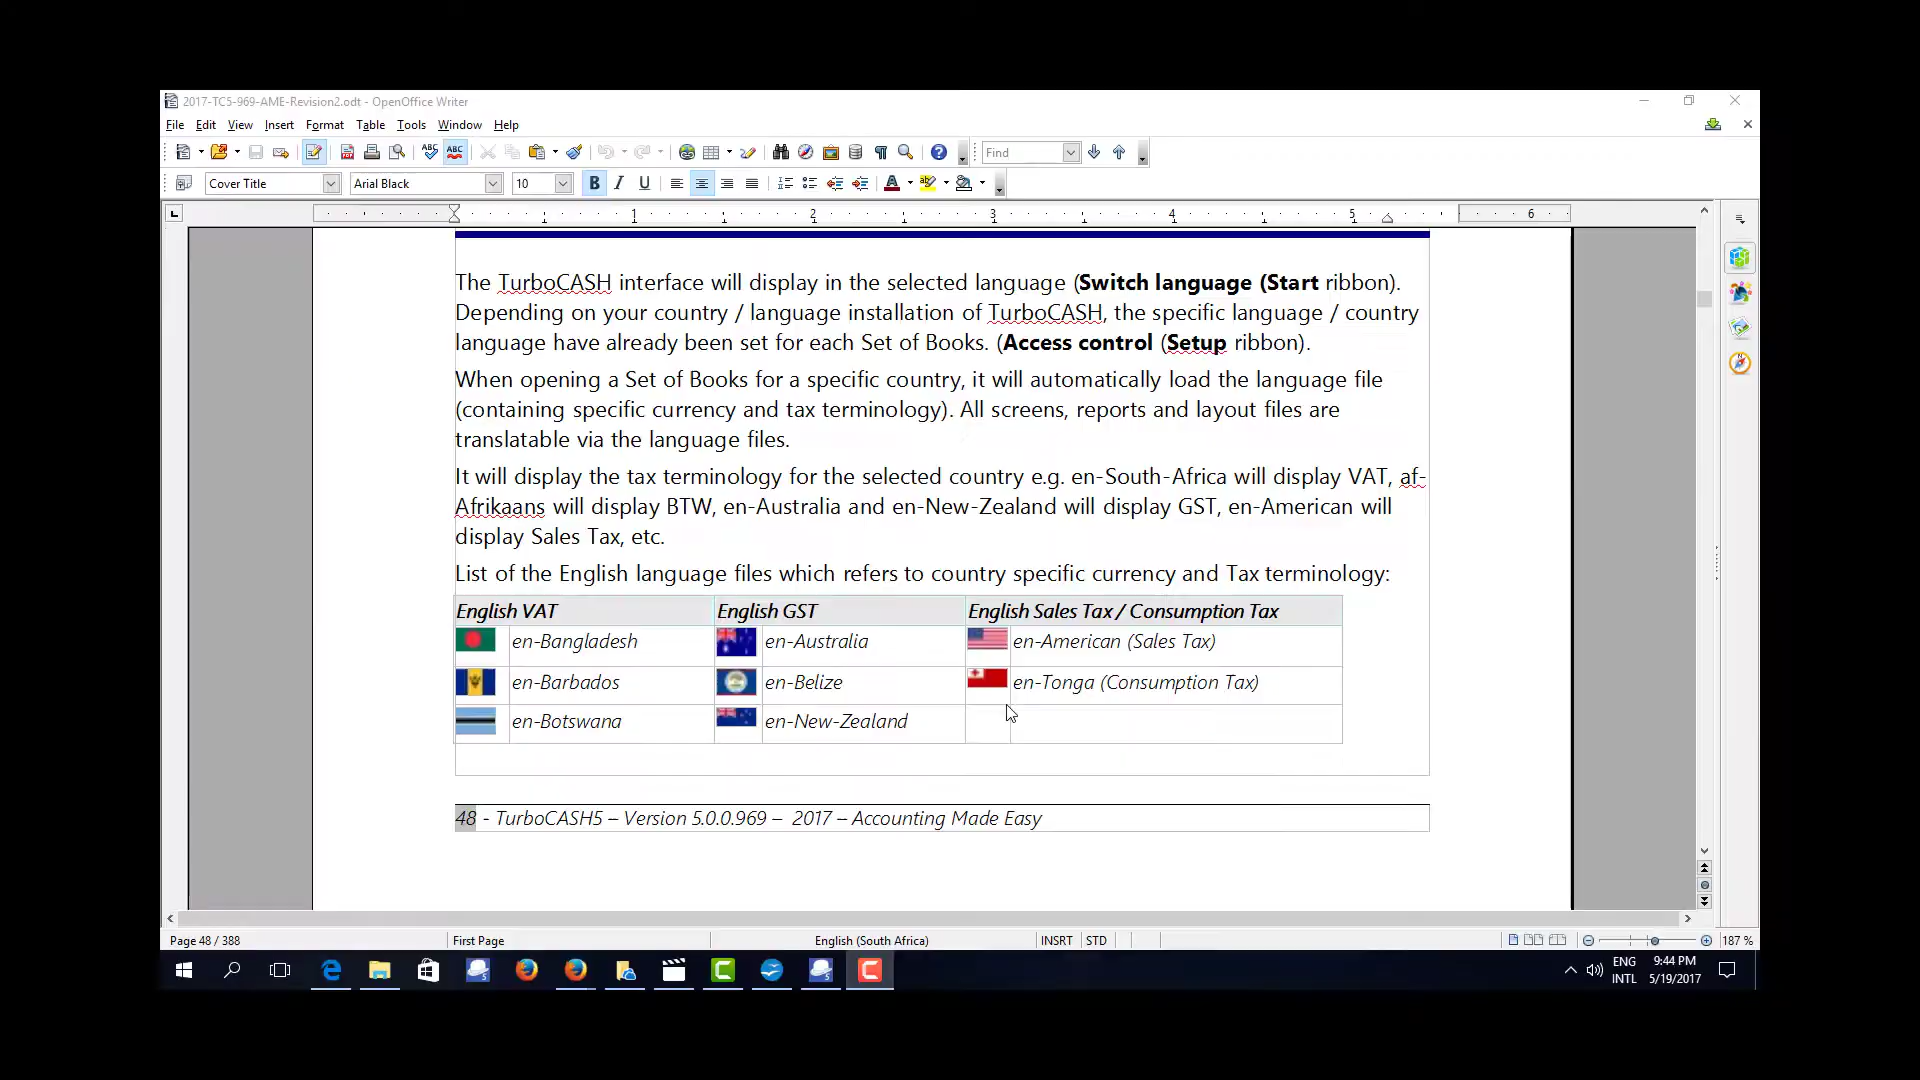 2017-TC5-969-AME-Revision2.odt - OpenOffice Writer
File Edit View Insert Format Table Tools Window Help
Find
Cover Title Arial Black 10
1 2 3 4 5 6
The TurboCASH interface will display in the selected language (Switch language (Start ribbon).
Depending on your country / language installation of TurboCASH, the specific language / country
language have already been set for each Set of Books. (Access control (Setup ribbon).
When opening a Set of Books for a specific country, it will automatically load the language file
(containing specific currency and tax terminology). All screens, reports and layout files are
translatable via the language files.
It will display the tax terminology for the selected country e.g. en-South-Africa will display VAT, af-
Afrikaans will display BTW, en-Australia and en-New-Zealand will display GST, en-American will
display Sales Tax, etc.
List of the English language files which refers to country specific currency and Tax terminology:
English VAT English GST English Sales Tax / Consumption Tax
en-Bangladesh en-Australia en-American (Sales Tax)
en-Barbados en-Belize en-Tonga (Consumption Tax)
en-Botswana en-New-Zealand
48 - TurboCASH5 – Version 5.0.0.969 – 2017 – Accounting Made Easy
Page 48 / 388 First Page English (South Africa) INSRT STD 187 %
ENG 9:44 PM
INTL 5/19/2017